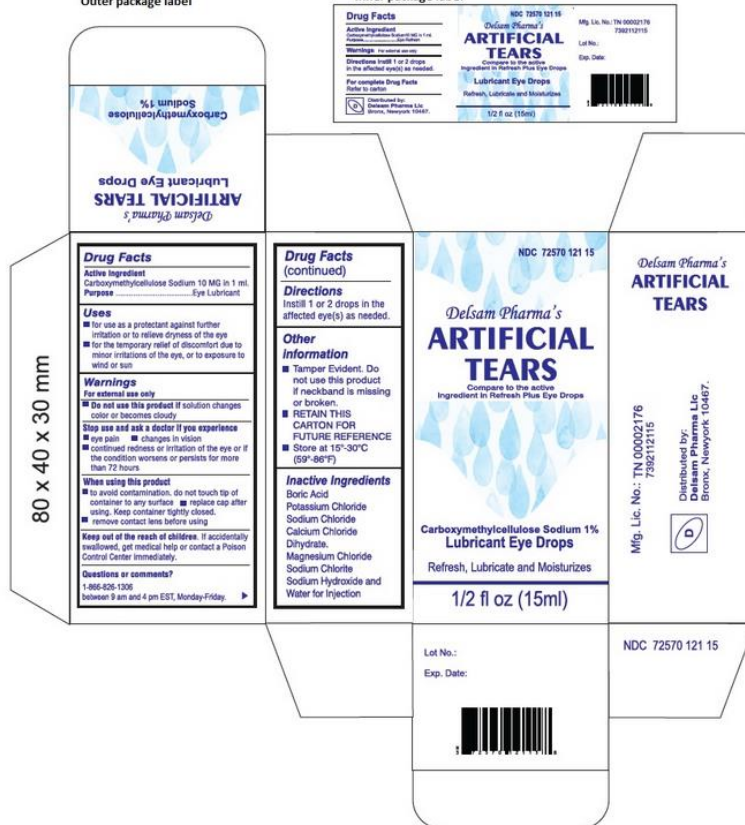 Outer package label
Drug Facts
Active Ingredient
Carboxymethylcellulose Sodium 10 MG in 1 ml.
Purpose ..........Eye Refresh
Warnings: For external use only
Directions Instill 1 or 2 drops
in the affected eye(s) as needed.
For complete Drug Facts
Refer to carton
D
Distributed by:
Delsam Pharma Llc
Bronx, Newyork 10467.
NDC 72570 121 15
Delsam Pharma's
ARTIFICIAL
TEARS
Compare to the active
Ingredient in Refresh Plus Eye Drops
Lubricant Eye Drops
Refresh, Lubricate and Moisturizes
1/2 fl oz (15ml)
Mfg. Lic. No.: TN 00002176
7392112115
Lot No.:
Exp. Date:
Delsam Pharma's
ARTIFICIAL TEARS
Lubricant Eye Drops
Carboxymethylcellulose
Sodium 1%
80 x 40 x 30 mm
Drug Facts
Active Ingredient
Carboxymethylcellulose Sodium 10 MG in 1 ml.
Purpose ..............................Eye Lubricant
Uses
■ for use as a protectant against further
irritation or to relieve dryness of the eye
■ for the temporary relief of discomfort due to
minor irritations of the eye, or to exposure to
wind or sun
Warnings
For external use only
■ Do not use this product if solution changes
color or becomes cloudy
Stop use and ask a doctor if you experience
■ eye pain ■ changes in vision
■ continued redness or irritation of the eye or if
the condition worsens or persists for more
than 72 hours
When using this product
■ to avoid contamination, do not touch tip of
container to any surface ■ replace cap after
using. Keep container tightly closed.
■ remove contact lens before using
Keep out of the reach of children. If accidentally
swallowed, get medical help or contact a Poison
Control Center immediately.
Questions or comments?
1-866-826-1306
between 9 am and 4 pm EST, Monday-Friday.
Drug Facts
(continued)
Directions
Instill 1 or 2 drops in the
affected eye(s) as needed.
Other
information
■ Tamper Evident. Do
not use this product
if neckband is missing
or broken.
■ RETAIN THIS
CARTON FOR
FUTURE REFERENCE
■ Store at 15°-30°C
(59°-86°F)
Inactive Ingredients
Boric Acid
Potassium Chloride
Sodium Chloride
Calcium Chloride
Dihydrate.
Magnesium Chloride
Sodium Chlorite
Sodium Hydroxide and
Water for Injection
NDC 72570 121 15
Delsam Pharma's
ARTIFICIAL
TEARS
Compare to the active
Ingredient in Refresh Plus Eye Drops
Carboxymethylcellulose Sodium 1%
Lubricant Eye Drops
Refresh, Lubricate and Moisturizes
1/2 fl oz (15ml)
Lot No.:
Exp. Date:
Delsam Pharma's
ARTIFICIAL
TEARS
Mfg. Lic. No.: TN 00002176
7392112115
D
Distributed by:
Delsam Pharma Llc
Bronx, Newyork 10467.
NDC 72570 121 15